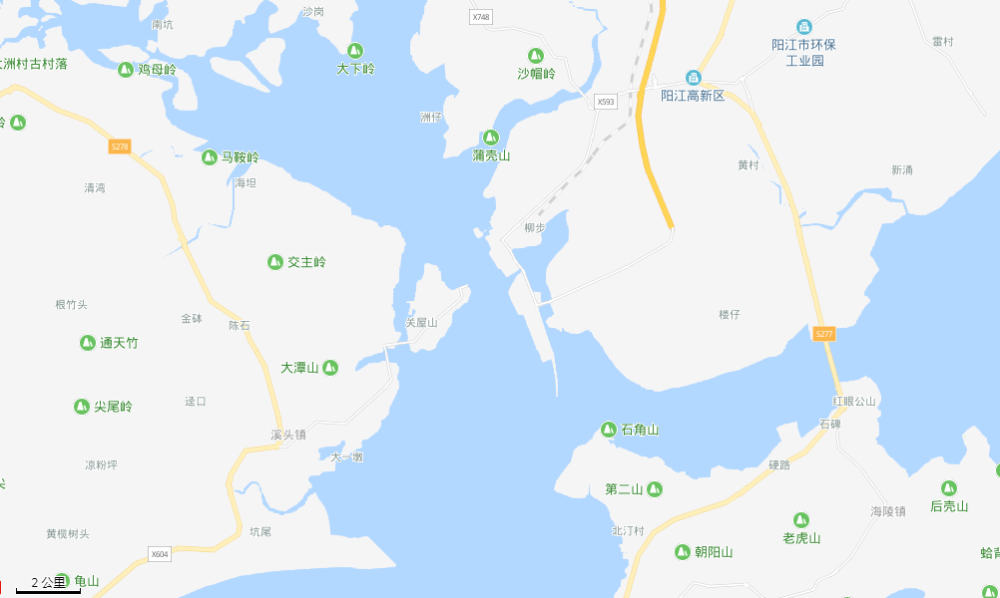 沙岗
X748
南坑
阳江市环保
工业园
雷村
大洲村古村落
鸡母岭
大下岭
沙帽岭
阳江高新区
X593
洲仔
岭
S278
马鞍岭
蒲壳山
黄村
新涌
清湾
海坦
柳步
交主岭
根竹头
金砵
陈石
关屋山
楼仔
通天竹
S277
大潭山
尖尾岭
迳口
红眼公山
石碑
溪头镇
石角山
大一墩
凉粉坪
硬路
第二山
后壳山
海陵镇
黄榄树头
坑尾
北汀村
老虎山
X604
朝阳山
蛤青
2 公里
龟山